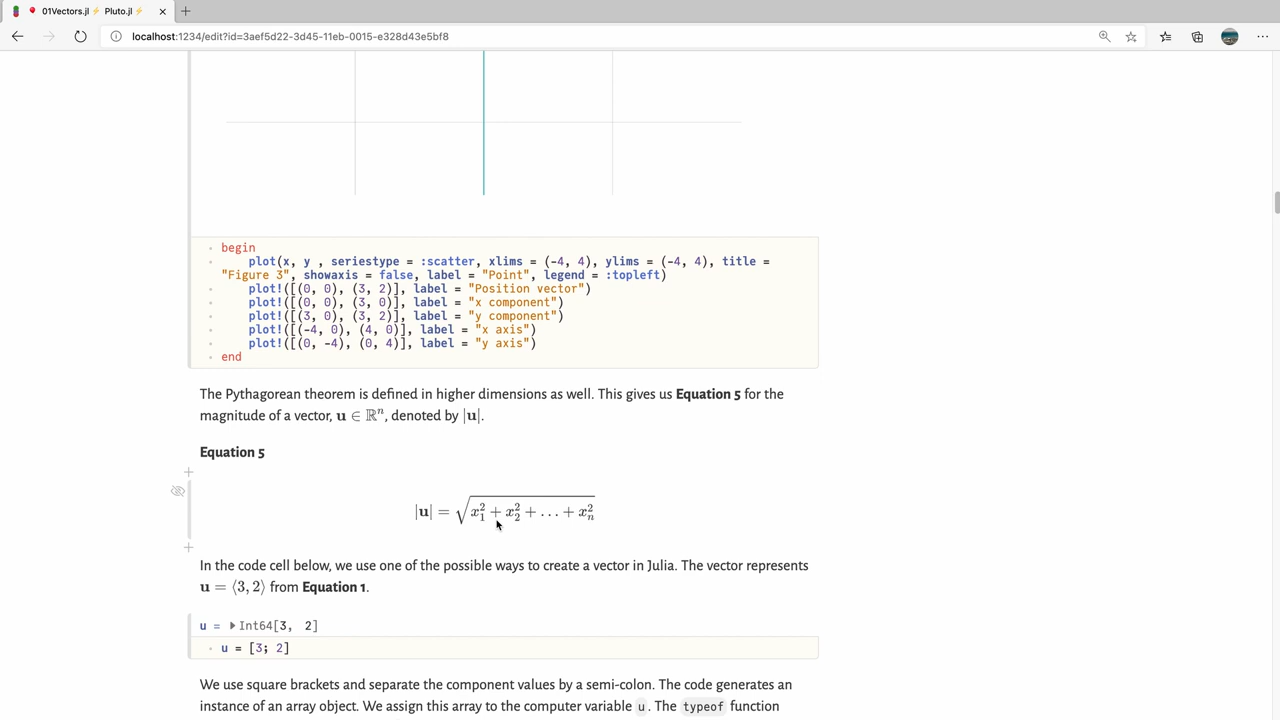 01Vectors.jl ⚡ Pluto.jl ⚡
localhost:1234/edit?id=3aef5d22-3d45-11eb-0015-e328d43e5bf8
begin
plot(x, y , seriestype = :scatter, xlims = (-4, 4), ylims = (-4, 4), title =
"Figure 3", showaxis = false, label = "Point", legend = :topleft)
plot!([(0, 0), (3, 2)], label = "Position vector")
plot!([(0, 0), (3, 0)], label = "x component")
plot!([(3, 0), (3, 2)], label = "y component")
plot!([(-4, 0), (4, 0)], label = "x axis")
plot!([(0, -4), (0, 4)], label = "y axis")
end
The Pythagorean theorem is defined in higher dimensions as well. This gives us Equation 5 for the
magnitude of a vector, u ∈ ℝⁿ, denoted by |u|.
Equation 5
|u| = √(x₁² + x₂² + … + xₙ²)
In the code cell below, we use one of the possible ways to create a vector in Julia. The vector represents
u = ⟨3, 2⟩ from Equation 1.
u = Int64[3, 2]
u = [3; 2]
We use square brackets and separate the component values by a semi-colon. The code generates an
instance of an array object. We assign this array to the computer variable u. The typeof function